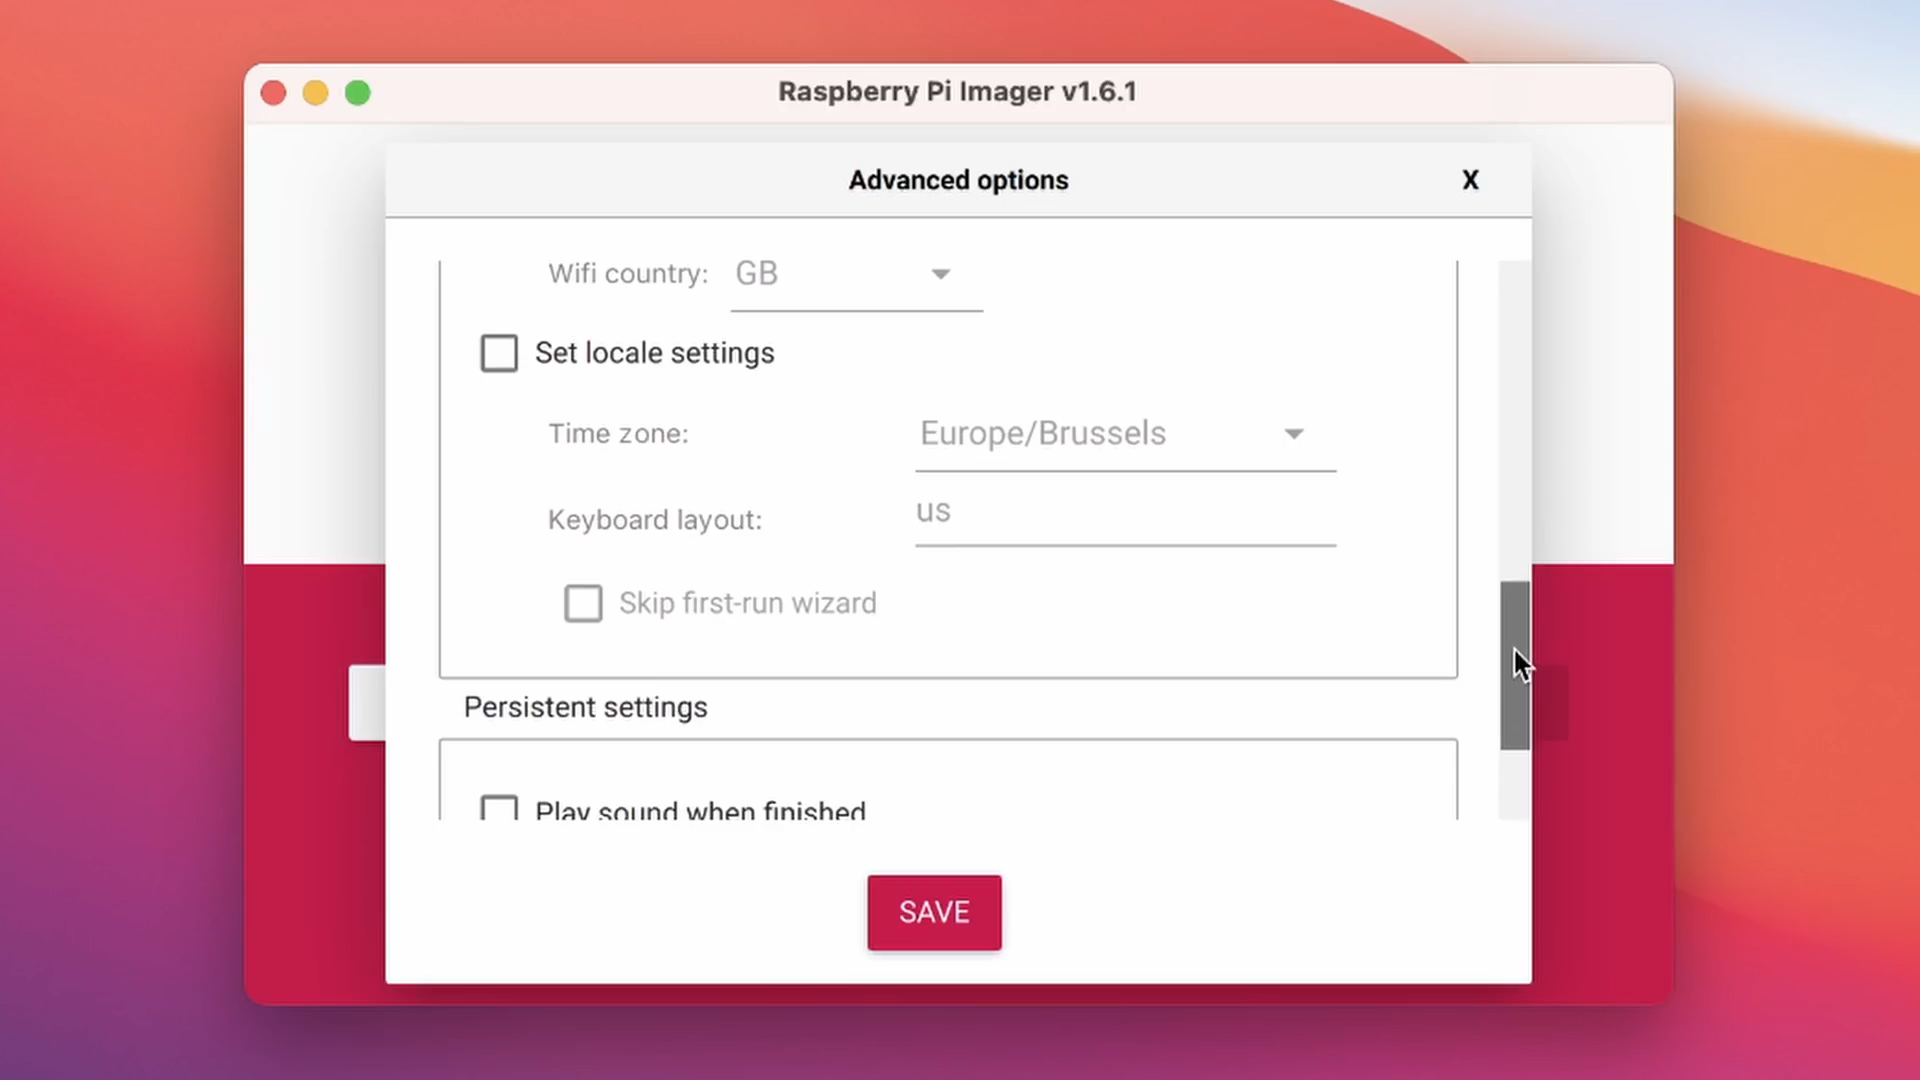 Raspberry Pi Imager v1.6.1
Advanced options X
Wifi country: GB
Set locale settings
Time zone: Europe/Brussels
Keyboard layout: us
Skip first-run wizard
Persistent settings
Play sound when finished
SAVE